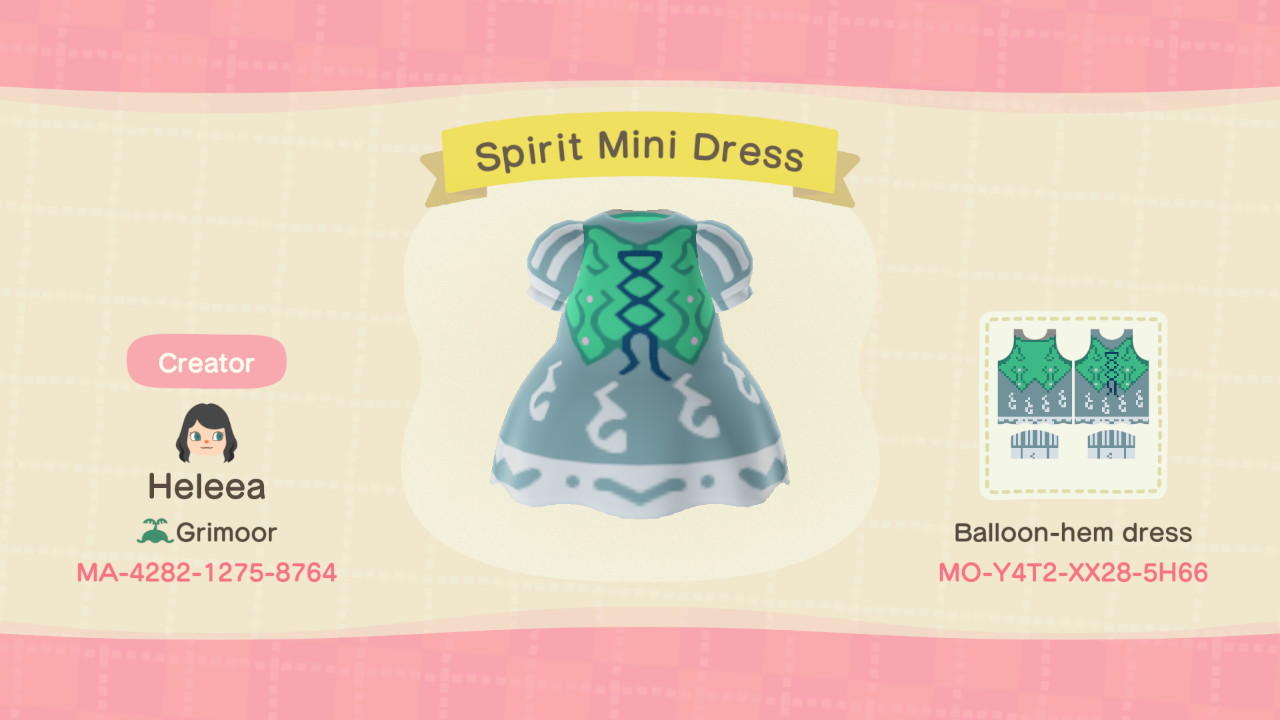 Spirit Mini Dress
Creator
Heleea
Grimoor
MA-4282-1275-8764
Balloon-hem dress
MO-Y4T2-XX28-5H66